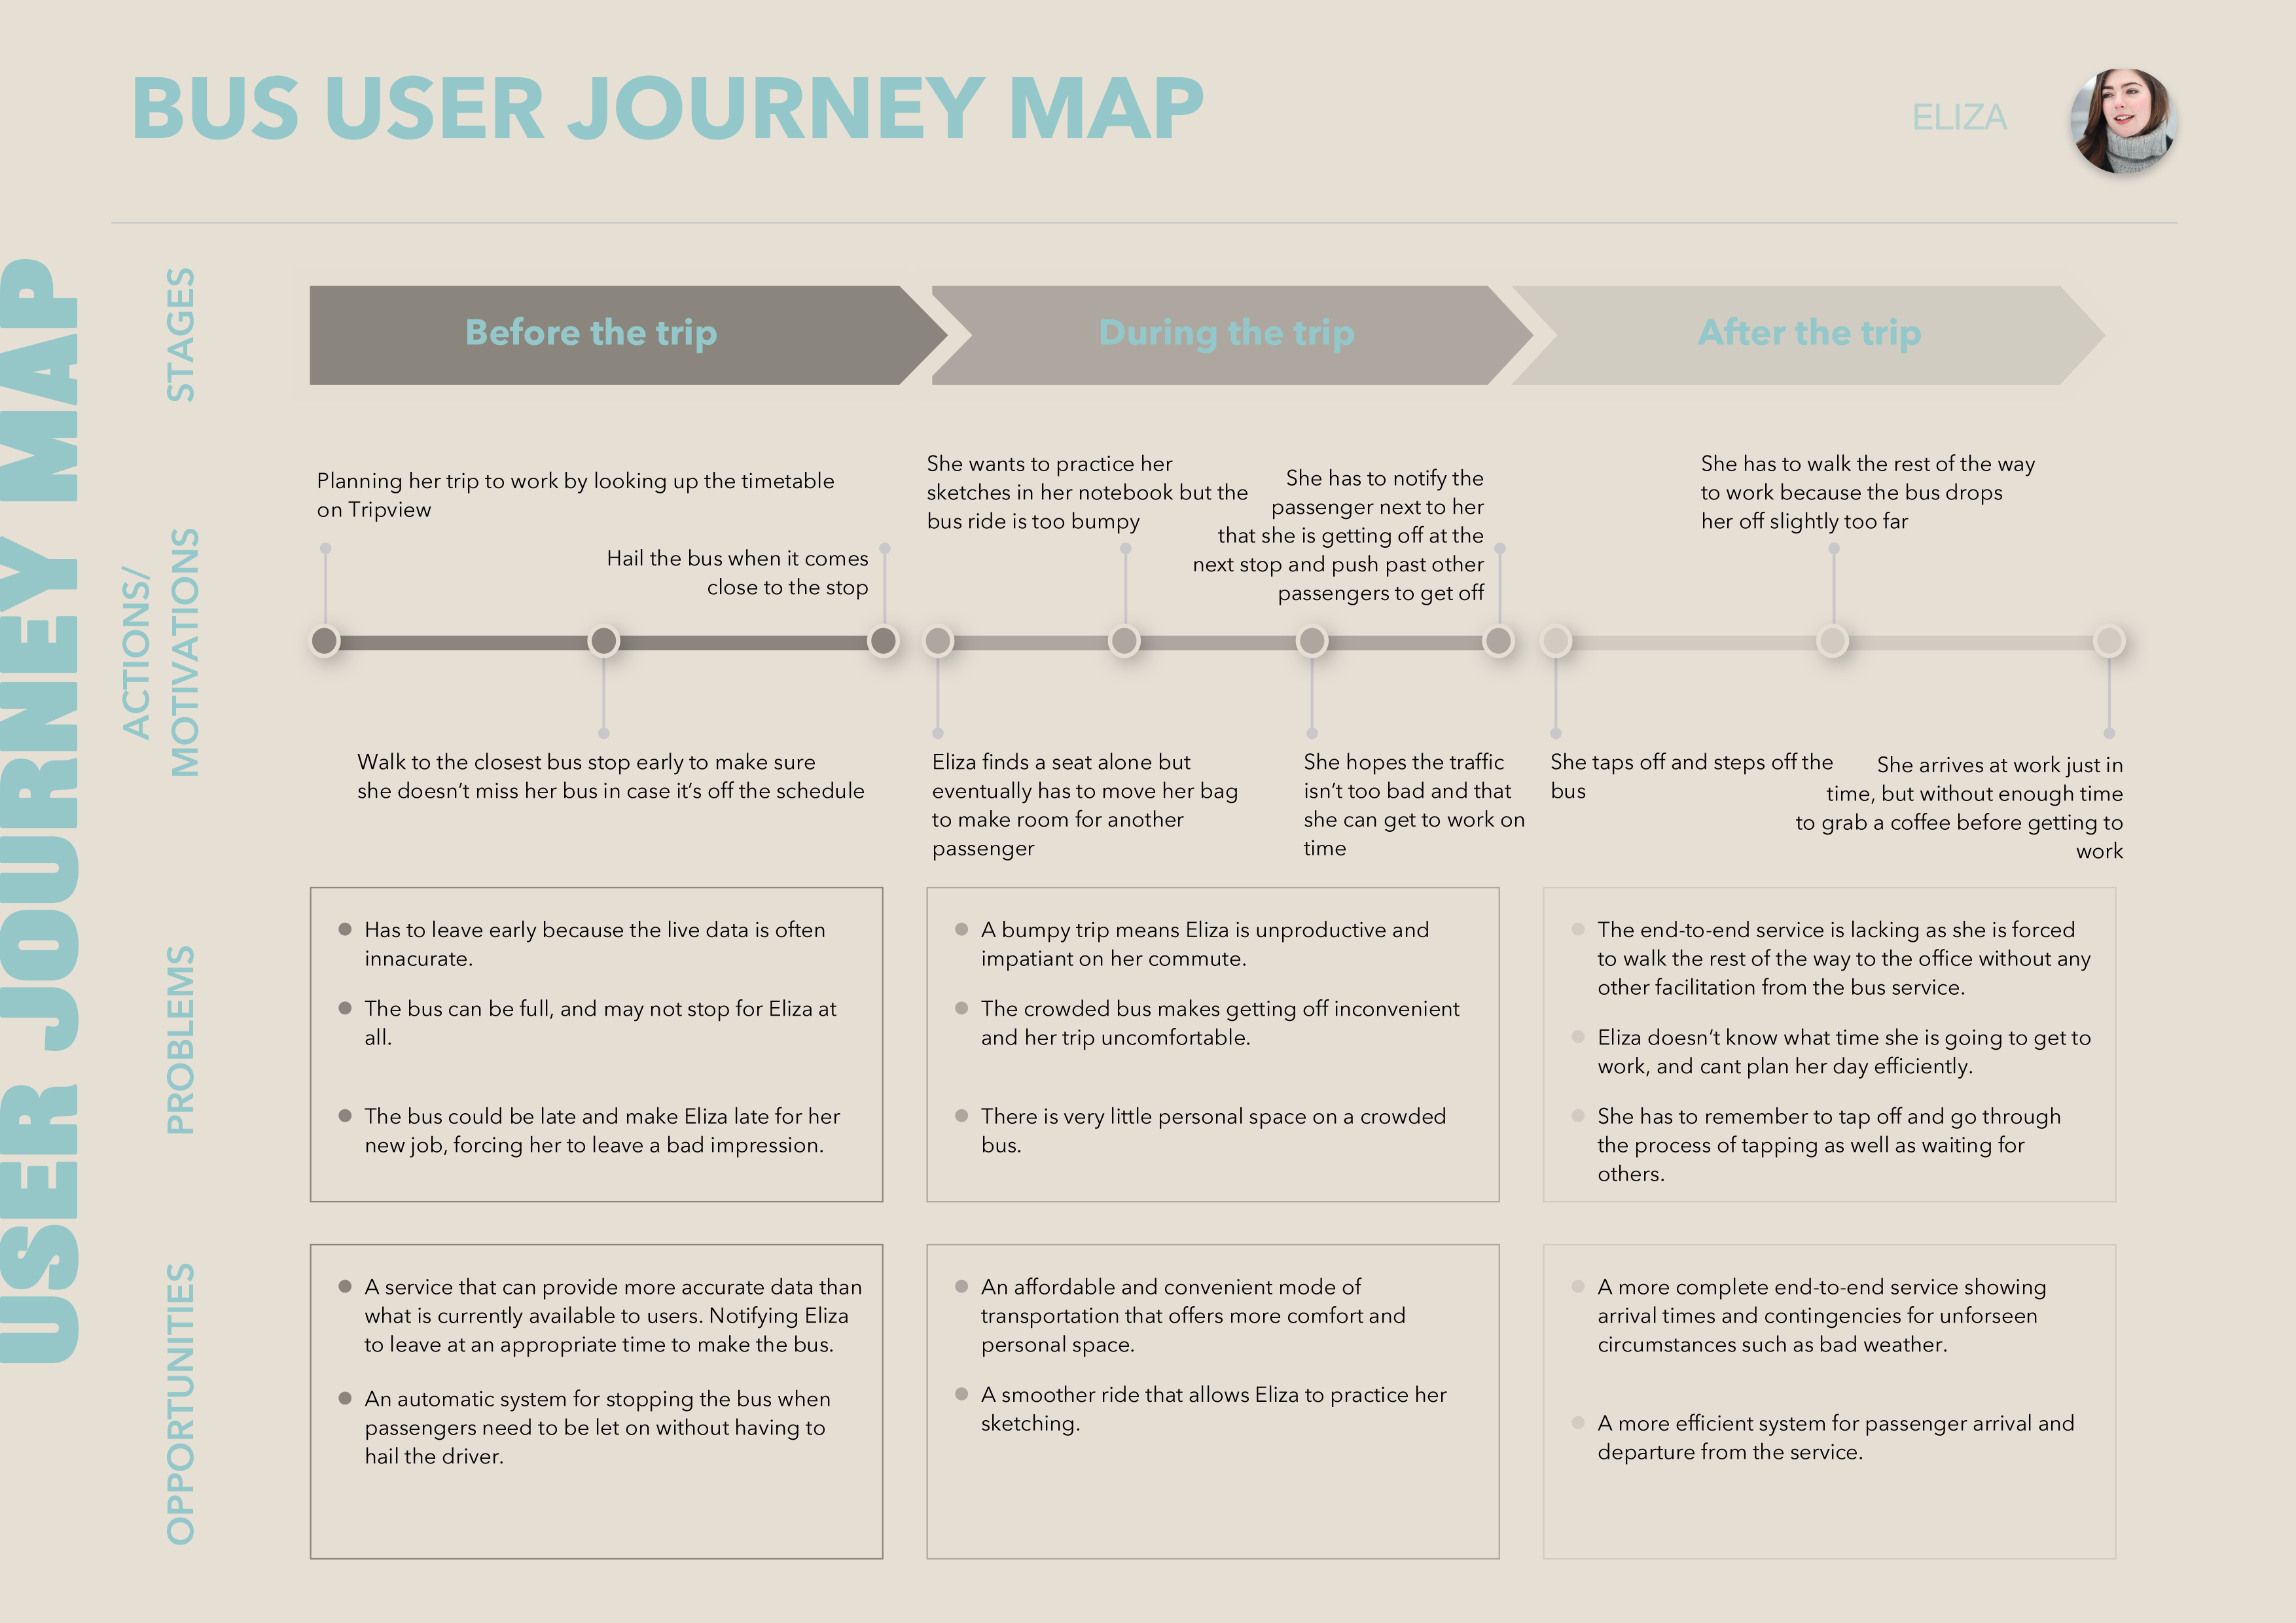 BUS USER JOURNEY MAP
ELIZA
USER JOURNEY MAP
STAGES
Before the trip
During the trip
After the trip
ACTIONS/
MOTIVATIONS
Planning her trip to work by looking up the timetable
on Tripview
Walk to the closest bus stop early to make sure
she doesn’t miss her bus in case it’s off the schedule
Hail the bus when it comes
close to the stop
Eliza finds a seat alone but
eventually has to move her bag
to make room for another
passenger
She wants to practice her
sketches in her notebook but the
bus ride is too bumpy
She hopes the traffic
isn’t too bad and that
she can get to work on
time
She has to notify the
passenger next to her
that she is getting off at the
next stop and push past other
passengers to get off
She taps off and steps off the
bus
She has to walk the rest of the way
to work because the bus drops
her off slightly too far
She arrives at work just in
time, but without enough time
to grab a coffee before getting to
work
PROBLEMS
Has to leave early because the live data is often
innacurate.
The bus can be full, and may not stop for Eliza at
all.
The bus could be late and make Eliza late for her
new job, forcing her to leave a bad impression.
A bumpy trip means Eliza is unproductive and
impatiant on her commute.
The crowded bus makes getting off inconvenient
and her trip uncomfortable.
There is very little personal space on a crowded
bus.
The end-to-end service is lacking as she is forced
to walk the rest of the way to the office without any
other facilitation from the bus service.
Eliza doesn’t know what time she is going to get to
work, and cant plan her day efficiently.
She has to remember to tap off and go through
the process of tapping as well as waiting for
others.
OPPORTUNITIES
A service that can provide more accurate data than
what is currently available to users. Notifying Eliza
to leave at an appropriate time to make the bus.
An automatic system for stopping the bus when
passengers need to be let on without having to
hail the driver.
An affordable and convenient mode of
transportation that offers more comfort and
personal space.
A smoother ride that allows Eliza to practice her
sketching.
A more complete end-to-end service showing
arrival times and contingencies for unforseen
circumstances such as bad weather.
A more efficient system for passenger arrival and
departure from the service.